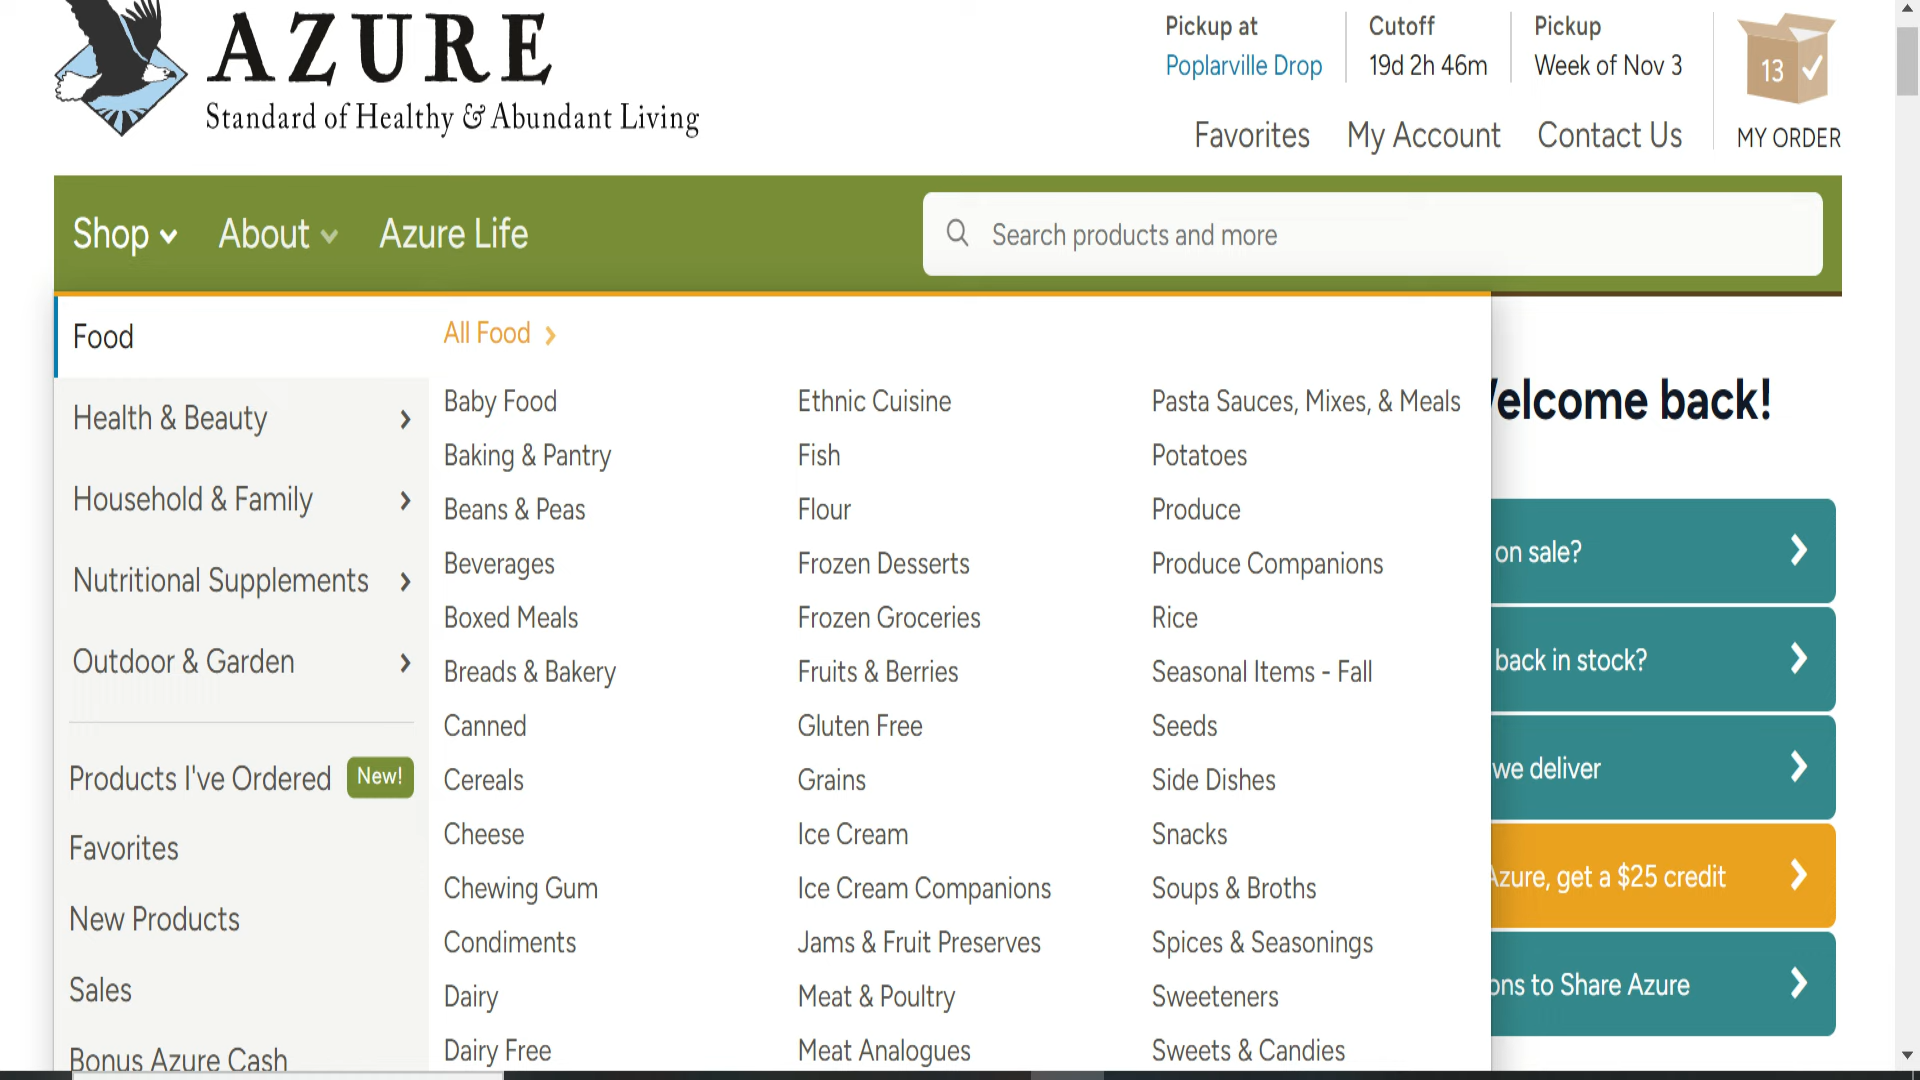 AZURE
Standard of Healthy & Abundant Living
Pickup at
Poplarville Drop
Cutoff
19d 2h 46m
Pickup
Week of Nov 3
13
Favorites
My Account
Contact Us
MY ORDER
Shop
About
Azure Life
Search products and more
Food
Health & Beauty
Household & Family
Nutritional Supplements
Outdoor & Garden
Products I've Ordered New!
Favorites
New Products
Sales
Bonus Azure Cash
All Food
Baby Food
Baking & Pantry
Beans & Peas
Beverages
Boxed Meals
Breads & Bakery
Canned
Cereals
Cheese
Chewing Gum
Condiments
Dairy
Dairy Free
Ethnic Cuisine
Fish
Flour
Frozen Desserts
Frozen Groceries
Fruits & Berries
Gluten Free
Grains
Ice Cream
Ice Cream Companions
Jams & Fruit Preserves
Meat & Poultry
Meat Analogues
Pasta Sauces, Mixes, & Meals
Potatoes
Produce
Produce Companions
Rice
Seasonal Items - Fall
Seeds
Side Dishes
Snacks
Soups & Broths
Spices & Seasonings
Sweeteners
Sweets & Candies
elcome back!
on sale?
back in stock?
we deliver
Azure, get a $25 credit
ons to Share Azure